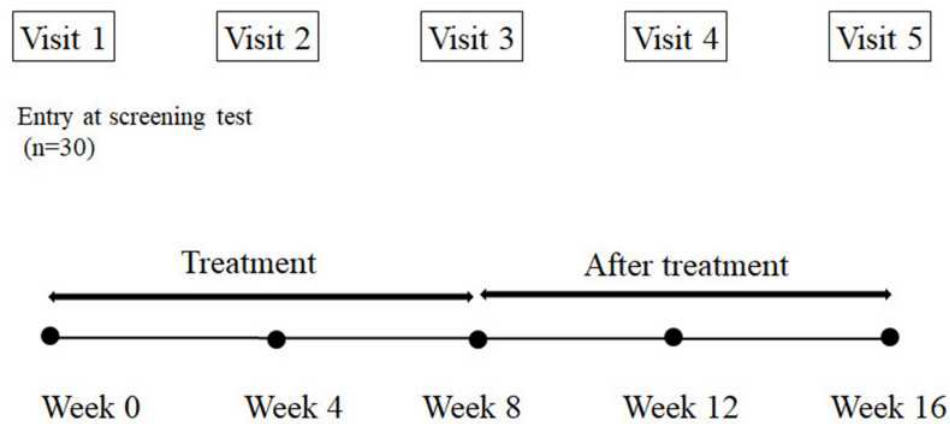 Visit 1 Visit 2 Visit 3 Visit 4 Visit 5
Entry at screening test
(n=30)
Treatment After treatment
Week 0 Week 4 Week 8 Week 12 Week 16